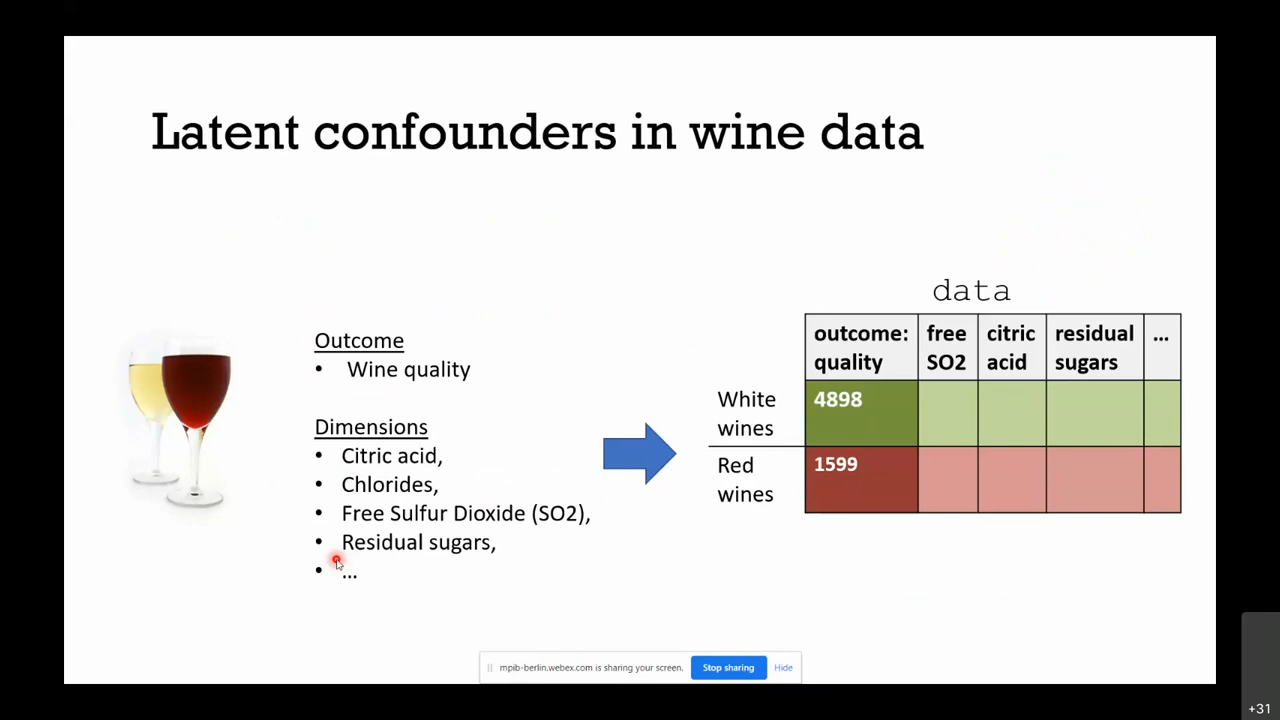 Latent confounders in wine data
Outcome
• Wine quality
Dimensions
• Citric acid,
• Chlorides,
• Free Sulfur Dioxide (SO2),
• Residual sugars,
• ...
data
outcome: free citric residual ...
quality SO2 acid sugars
White 4898
wines
Red 1599
wines
mpib-berlin.webex.com is sharing your screen. Stop sharing Hide
+31